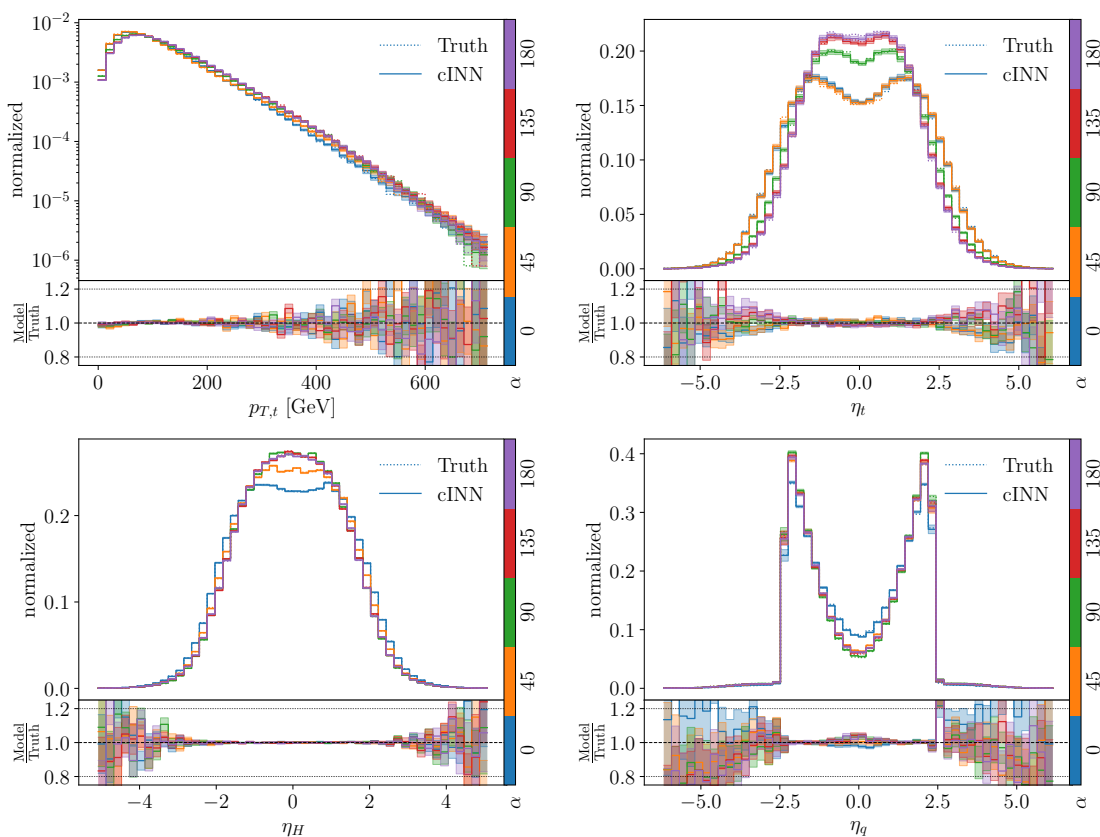 10⁻²
10⁻³
10⁻⁴
10⁻⁵
10⁻⁶
normalized
Truth
cINN
180
135
90
45
0
1.2
1.0
0.8
Model
Truth
0
200
400
600
α
p_{T,t} [GeV]
0.20
0.15
0.10
0.05
0.00
normalized
Truth
cINN
180
135
90
45
0
1.2
1.0
0.8
Model
Truth
−5.0
−2.5
0.0
2.5
5.0
α
η_t
0.2
0.1
0.0
normalized
Truth
cINN
180
135
90
45
0
1.2
1.0
0.8
Model
Truth
−4
−2
0
2
4
α
η_H
0.4
0.3
0.2
0.1
0.0
normalized
Truth
cINN
180
135
90
45
0
1.2
1.0
0.8
Model
Truth
−5.0
−2.5
0.0
2.5
5.0
α
η_q